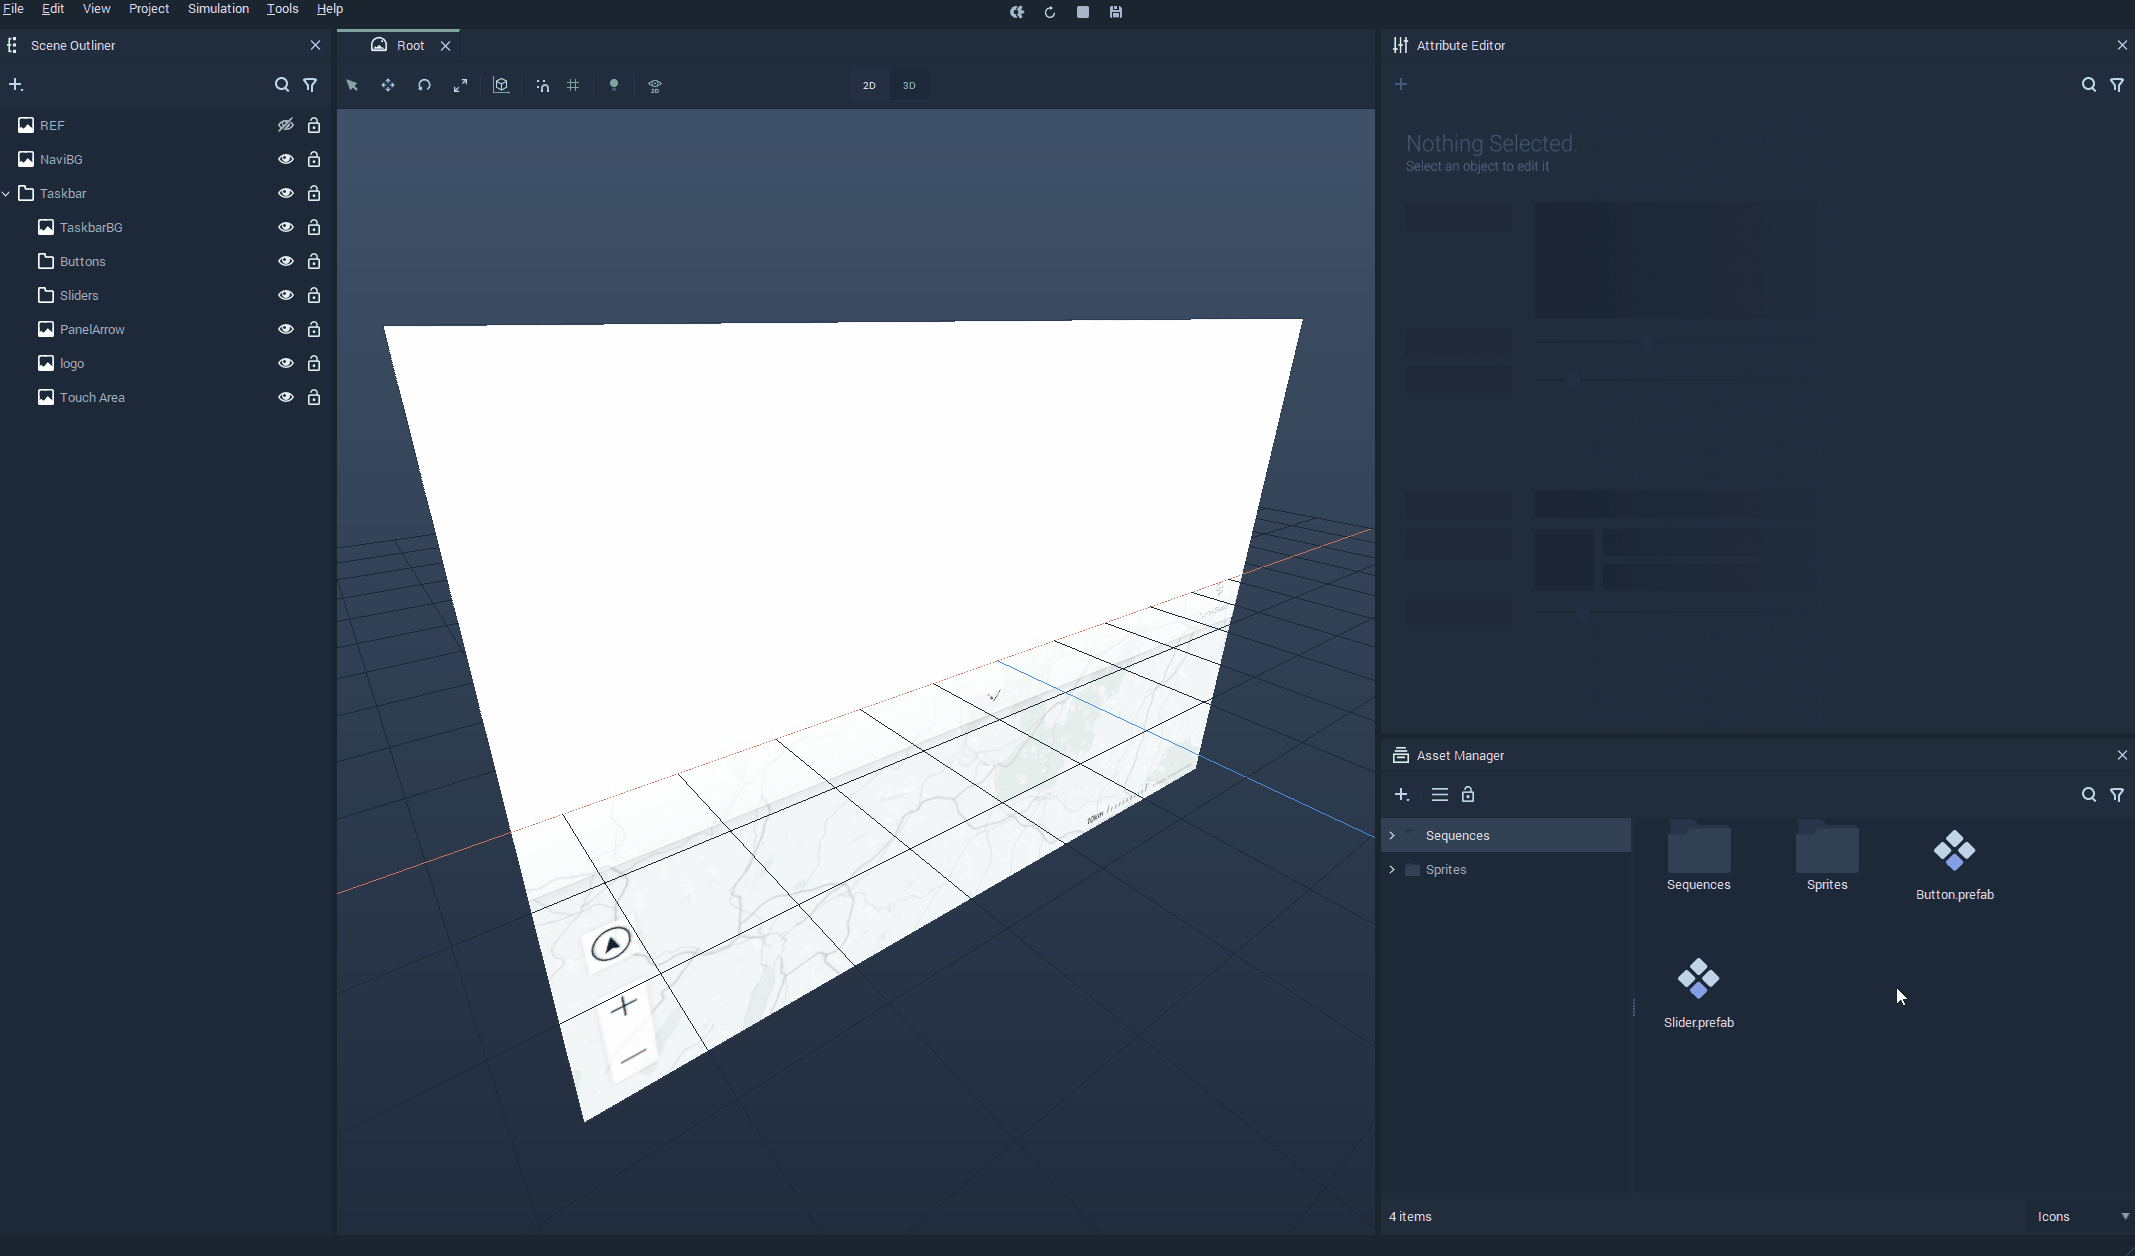 File Edit View Project Simulation Tools Help
Scene Outliner
Root
Attribute Editor
2D 3D
2D
REF
NaviBG
Taskbar
TaskbarBG
Buttons
Sliders
PanelArrow
logo
Touch Area
Nothing Selected.
Select an object to edit it
Asset Manager
Sequences
Sprites
Sequences
Sprites
Button.prefab
Slider.prefab
4 items
Icons